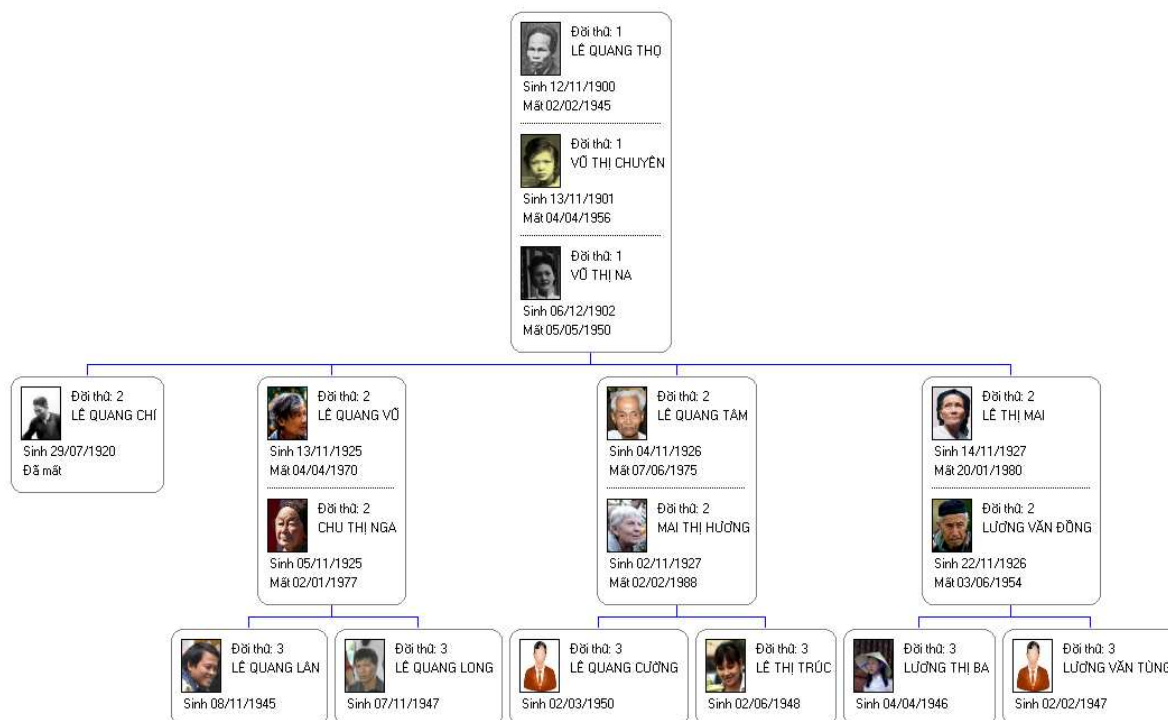 Đời thứ: 1
LÊ QUANG THỌ
Sinh 12/11/1900
Mất 02/02/1945
Đời thứ: 1
VŨ THỊ CHUYÊN
Sinh 13/11/1901
Mất 04/04/1956
Đời thứ: 1
VŨ THỊ NA
Sinh 06/12/1902
Mất 05/05/1950
Đời thứ: 2
LÊ QUANG CHÍ
Sinh 29/07/1920
Đã mất
Đời thứ: 2
LÊ QUANG VŨ
Sinh 13/11/1925
Mất 04/04/1970
Đời thứ: 2
CHU THỊ NGA
Sinh 05/11/1925
Mất 02/01/1977
Đời thứ: 2
LÊ QUANG TÂM
Sinh 04/11/1926
Mất 07/06/1975
Đời thứ: 2
MAI THỊ HƯƠNG
Sinh 02/11/1927
Mất 02/02/1988
Đời thứ: 2
LÊ THỊ MAI
Sinh 14/11/1927
Mất 20/01/1980
Đời thứ: 2
LƯƠNG VĂN ĐỒNG
Sinh 22/11/1926
Mất 03/06/1954
Đời thứ: 3
LÊ QUANG LÂN
Sinh 08/11/1945
Đời thứ: 3
LÊ QUANG LONG
Sinh 07/11/1947
Đời thứ: 3
LÊ QUANG CƯỜNG
Sinh 02/03/1950
Đời thứ: 3
LÊ THỊ TRÚC
Sinh 02/06/1948
Đời thứ: 3
LƯƠNG THỊ BA
Sinh 04/04/1946
Đời thứ: 3
LƯƠNG VĂN TÙNG
Sinh 02/02/1947